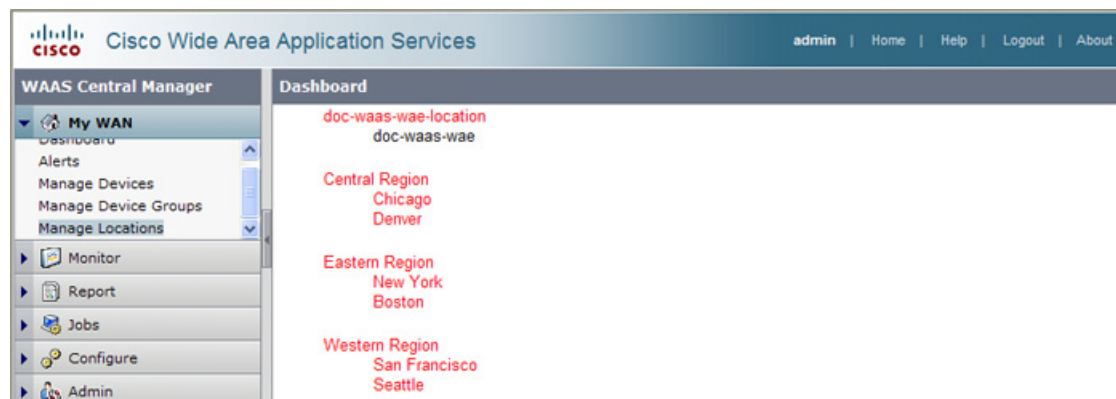 CISCO Cisco Wide Area Application Services
admin | Home | Help | Logout | About
WAAS Central Manager
My WAN
Dashboard
Alerts
Manage Devices
Manage Device Groups
Manage Locations
Monitor
Report
Jobs
Configure
Admin
Dashboard
doc-waas-wae-location
doc-waas-wae
Central Region
Chicago
Denver
Eastern Region
New York
Boston
Western Region
San Francisco
Seattle